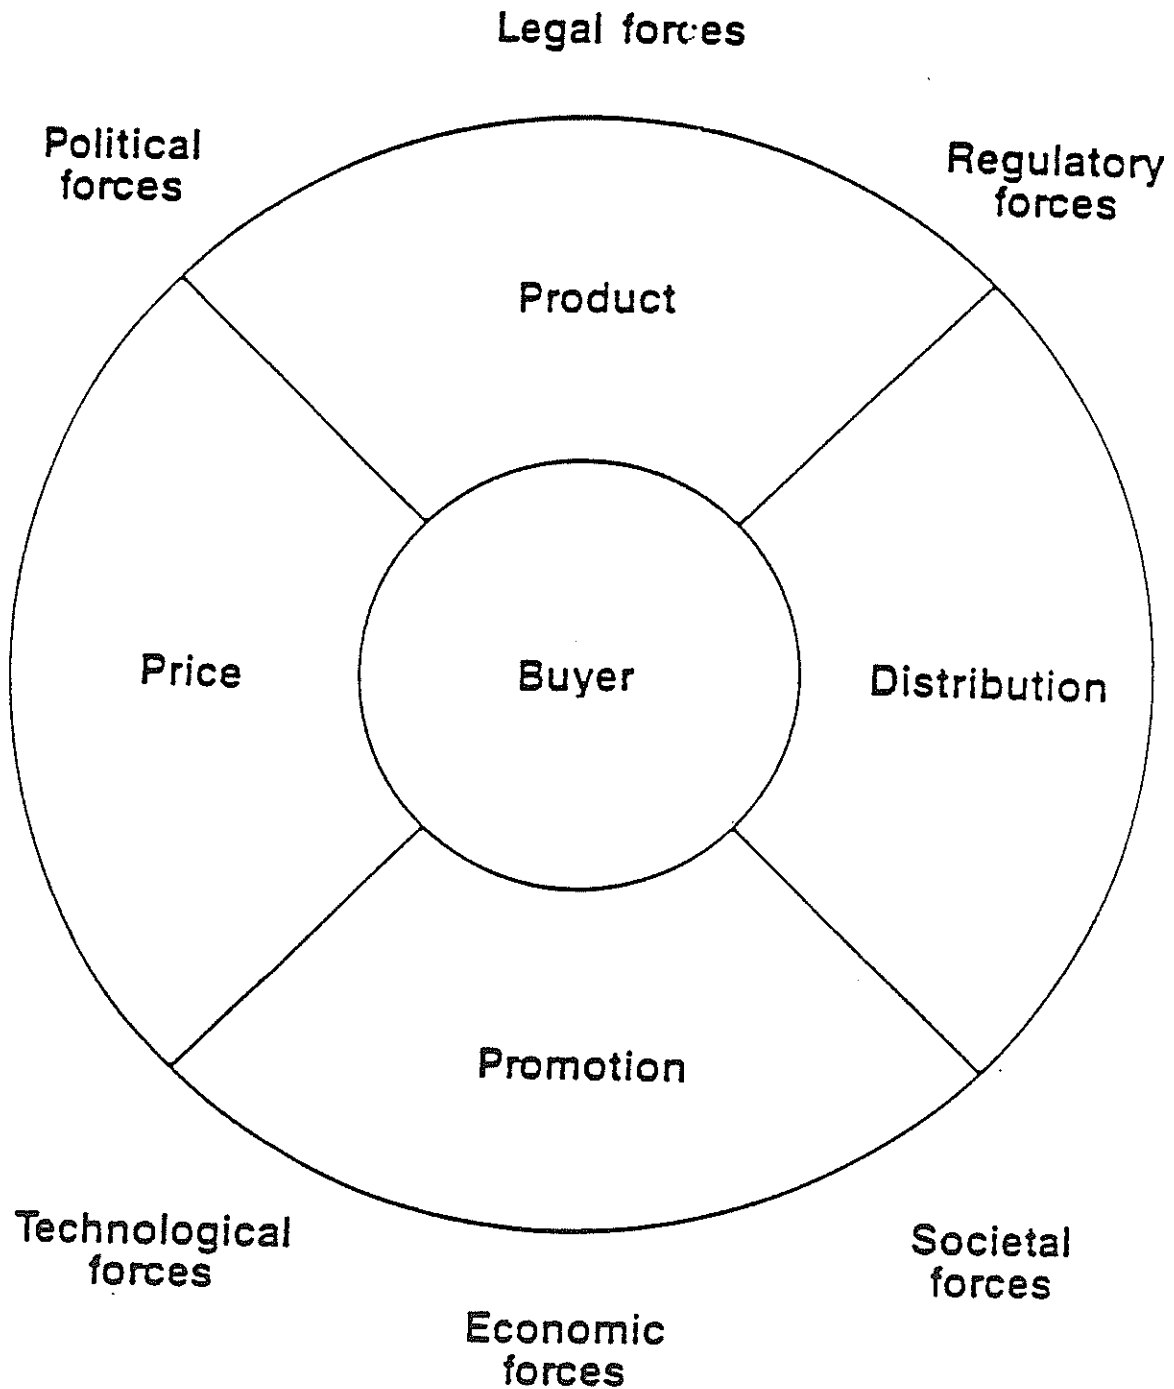 Legal forces
Political
forces
Regulatory
forces
Product
Price
Buyer
Distribution
Promotion
Technological
forces
Societal
forces
Economic
forces